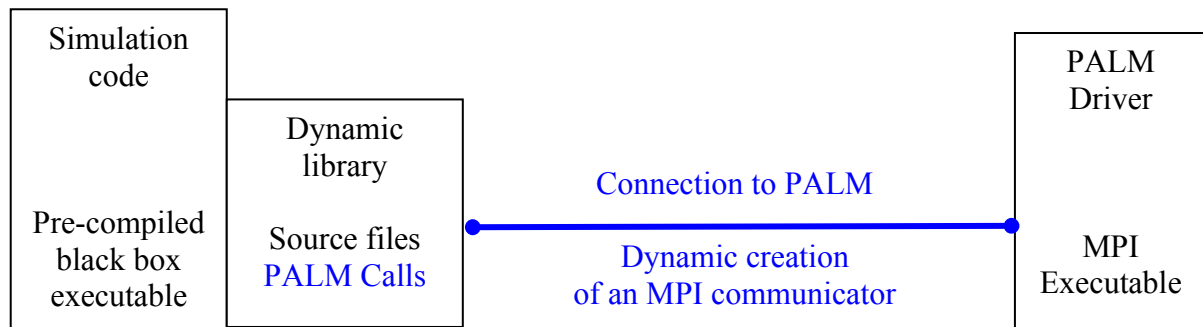 Simulation
code
Pre-compiled
black box
executable
Dynamic
library
Source files
PALM Calls
Connection to PALM
Dynamic creation
of an MPI communicator
PALM
Driver
MPI
Executable